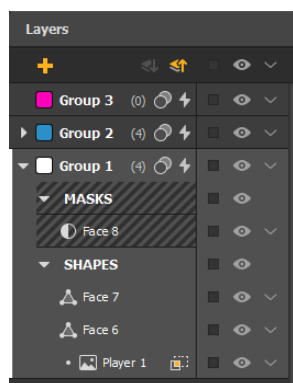 Layers
Group 3 (0)
Group 2 (4)
Group 1 (4)
MASKS
Face 8
SHAPES
Face 7
Face 6
Player 1